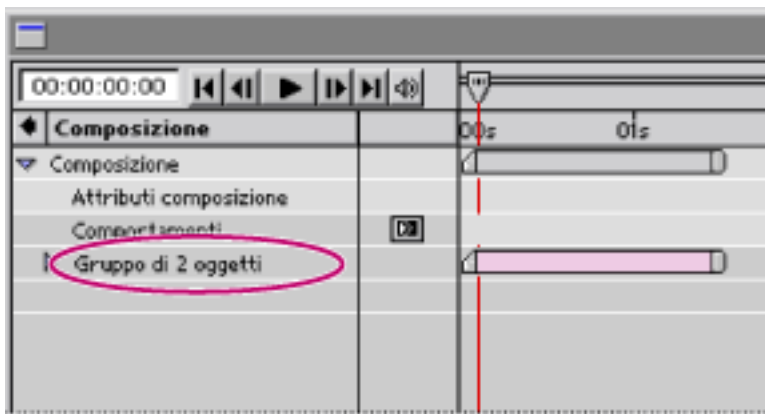 00:00:00:00
Composizione 00s 01s
Composizione
Attributi composizione
Comportamenti
Gruppo di 2 oggetti